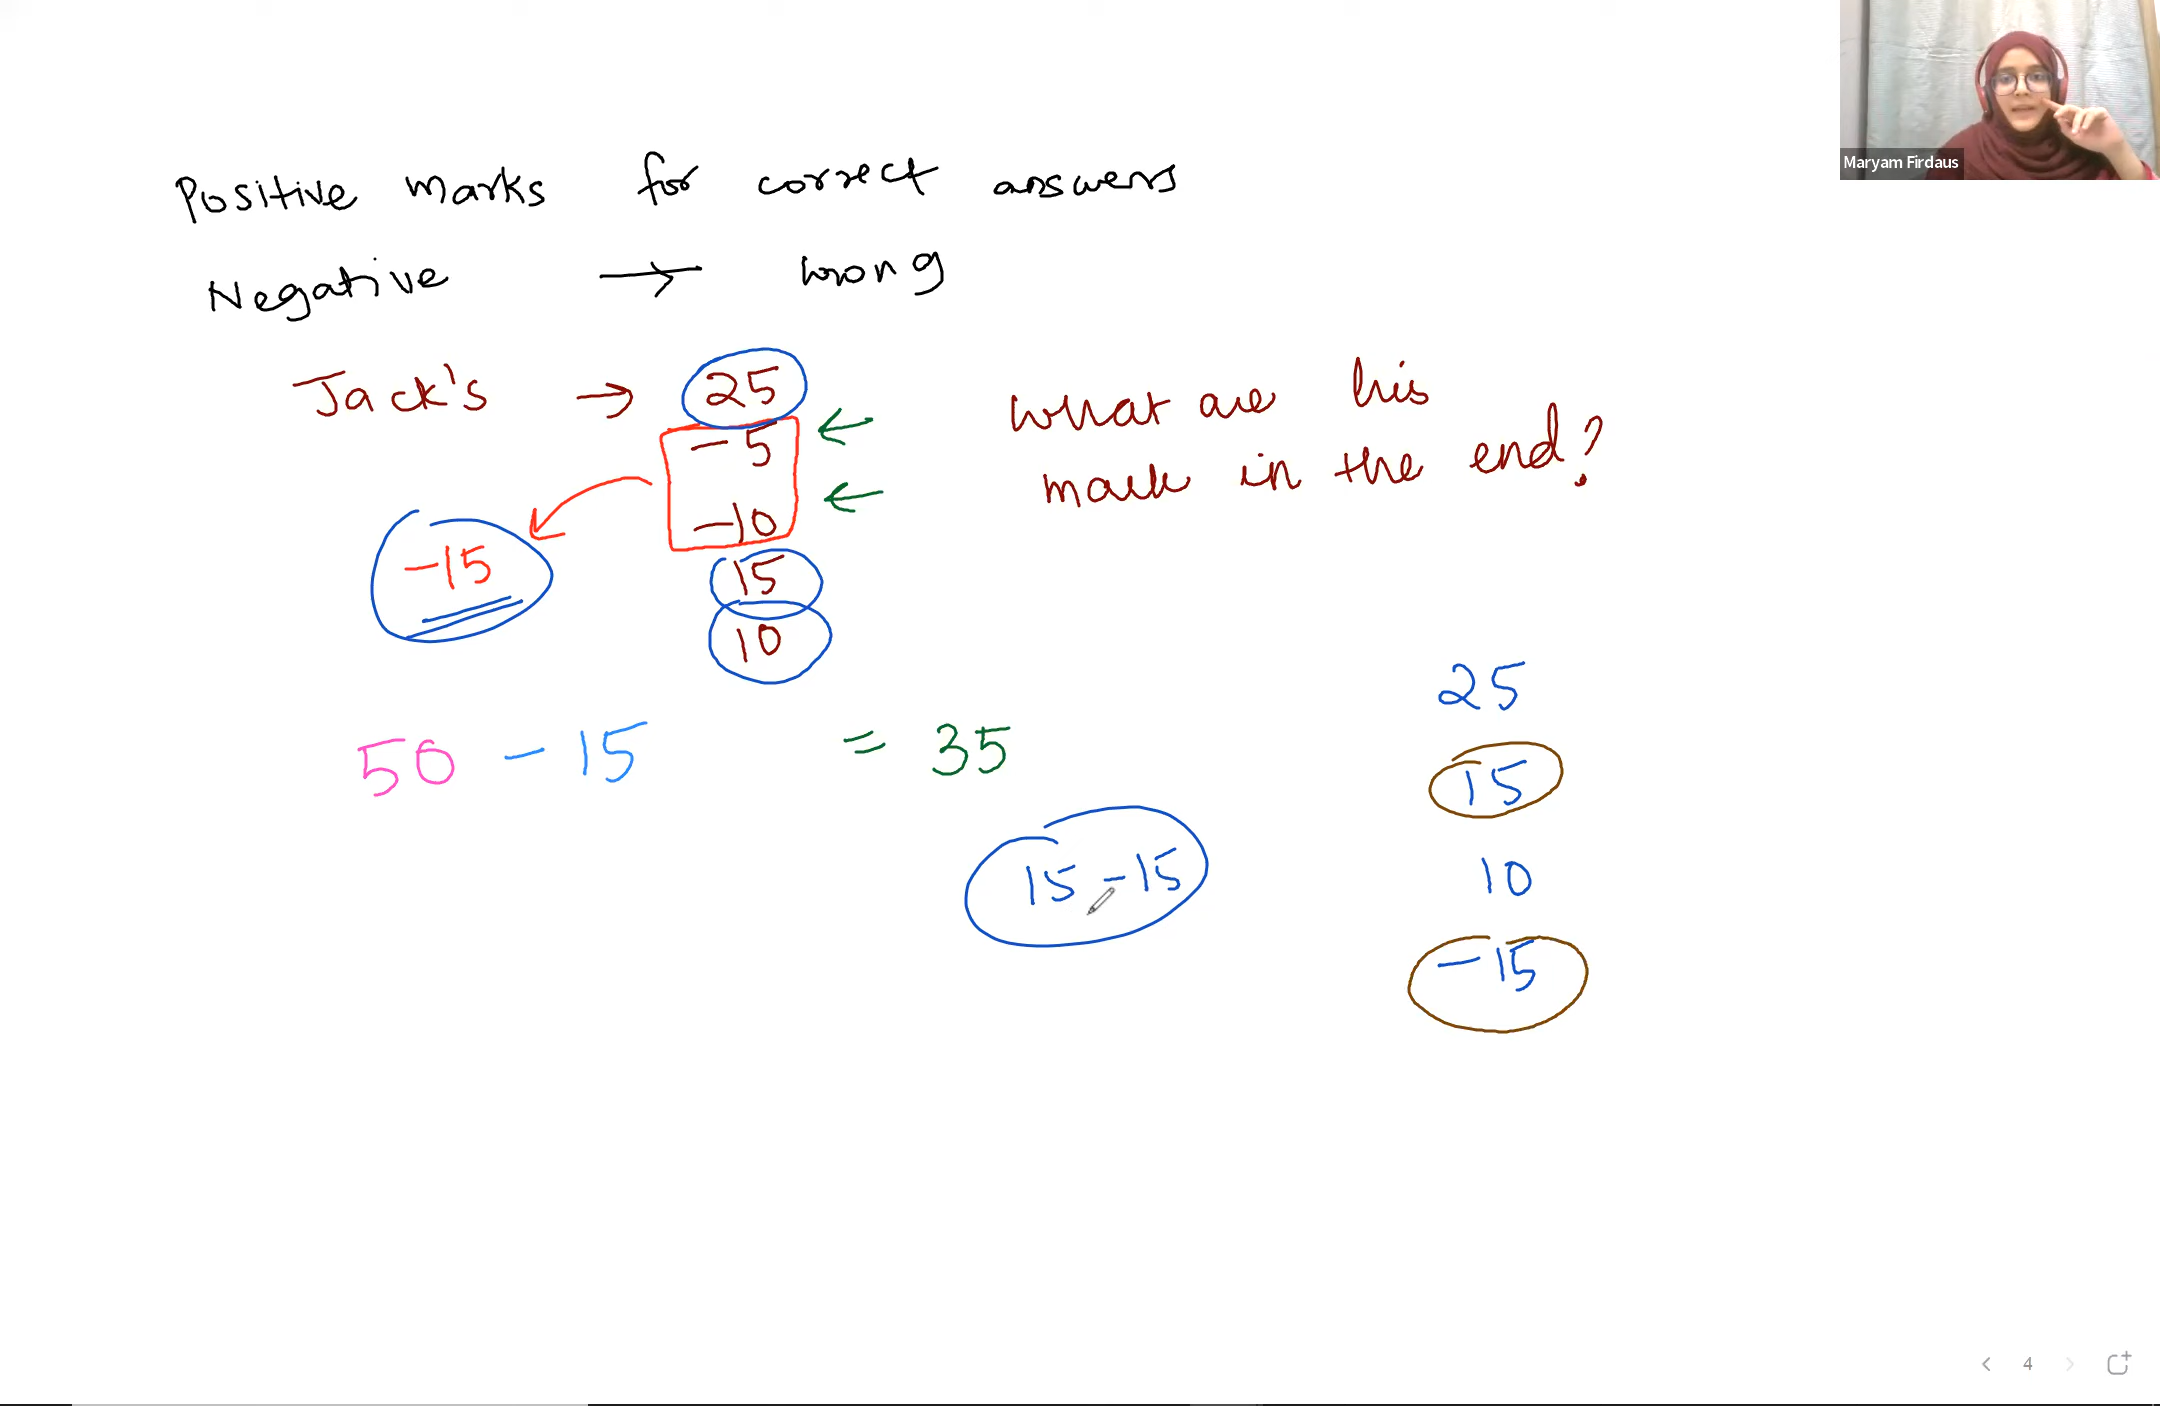 Maryam Firdaus
Positive marks for correct answers
Negative → wrong
Jack's → 25
-5
-10
15
10
-15
What are his
mark in the end?
50 - 15 = 35
15 - 15
25
15
10
-15
4